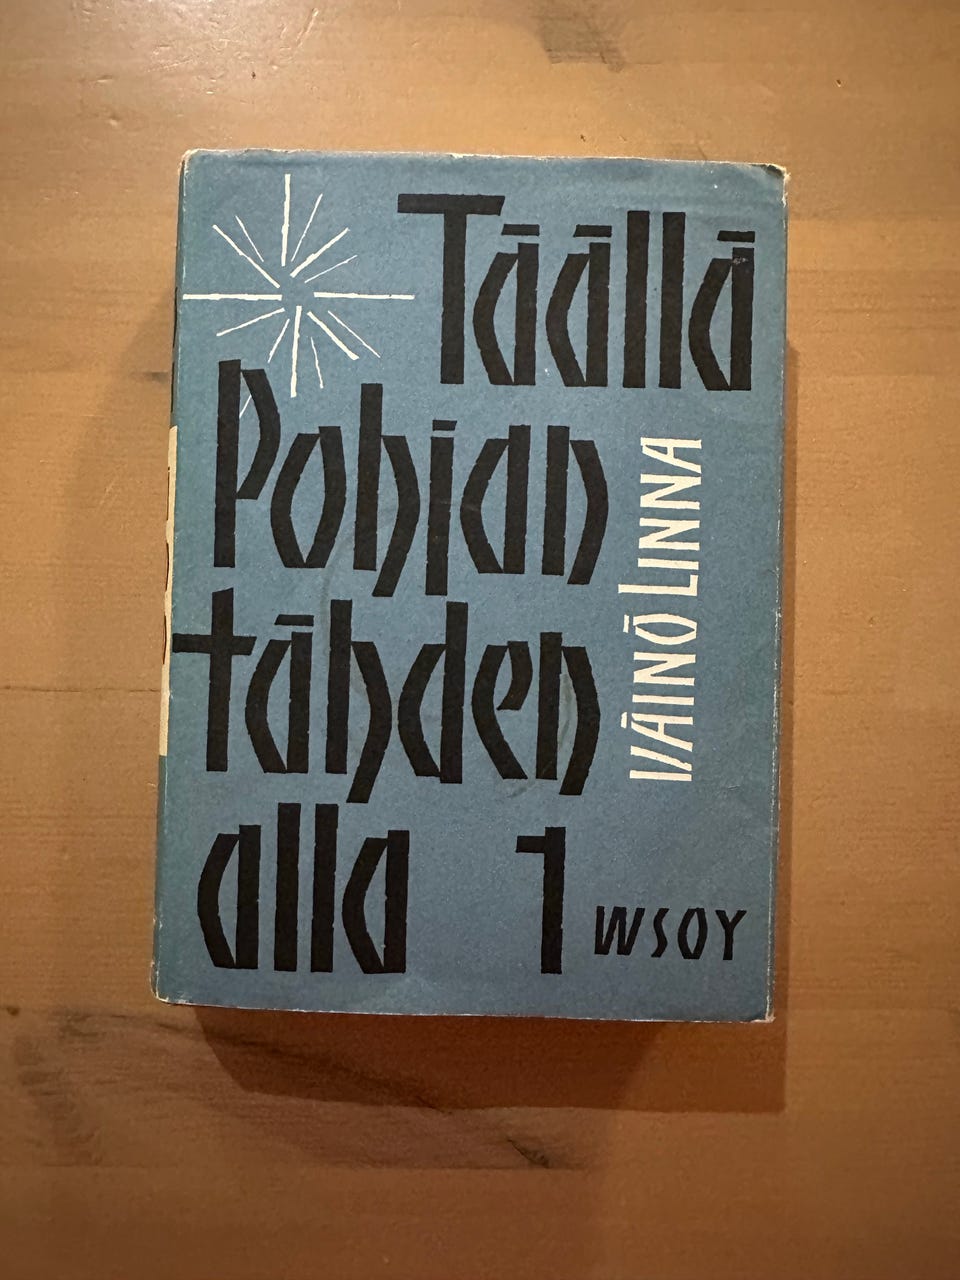 Täällä
Pohjan
tähden
alla 1
VÄINÖ LINNA
WSOY